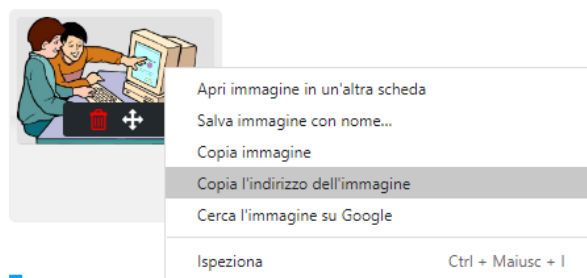 Apri immagine in un'altra scheda
Salva immagine con nome...
Copia immagine
Copia l'indirizzo dell'immagine
Cerca l'immagine su Google
Ispeziona Ctrl + Maiusc + I